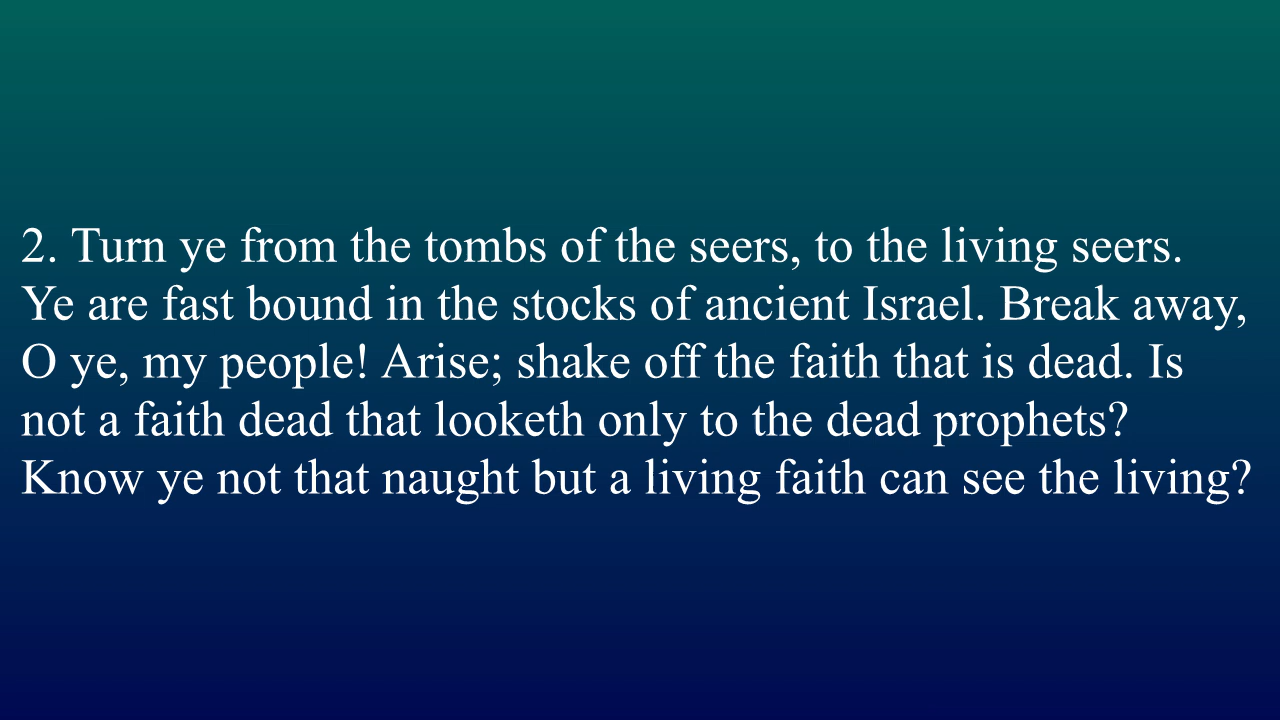 2. Turn ye from the tombs of the seers, to the living seers.
Ye are fast bound in the stocks of ancient Israel. Break away,
O ye, my people! Arise; shake off the faith that is dead. Is
not a faith dead that looketh only to the dead prophets?
Know ye not that naught but a living faith can see the living?